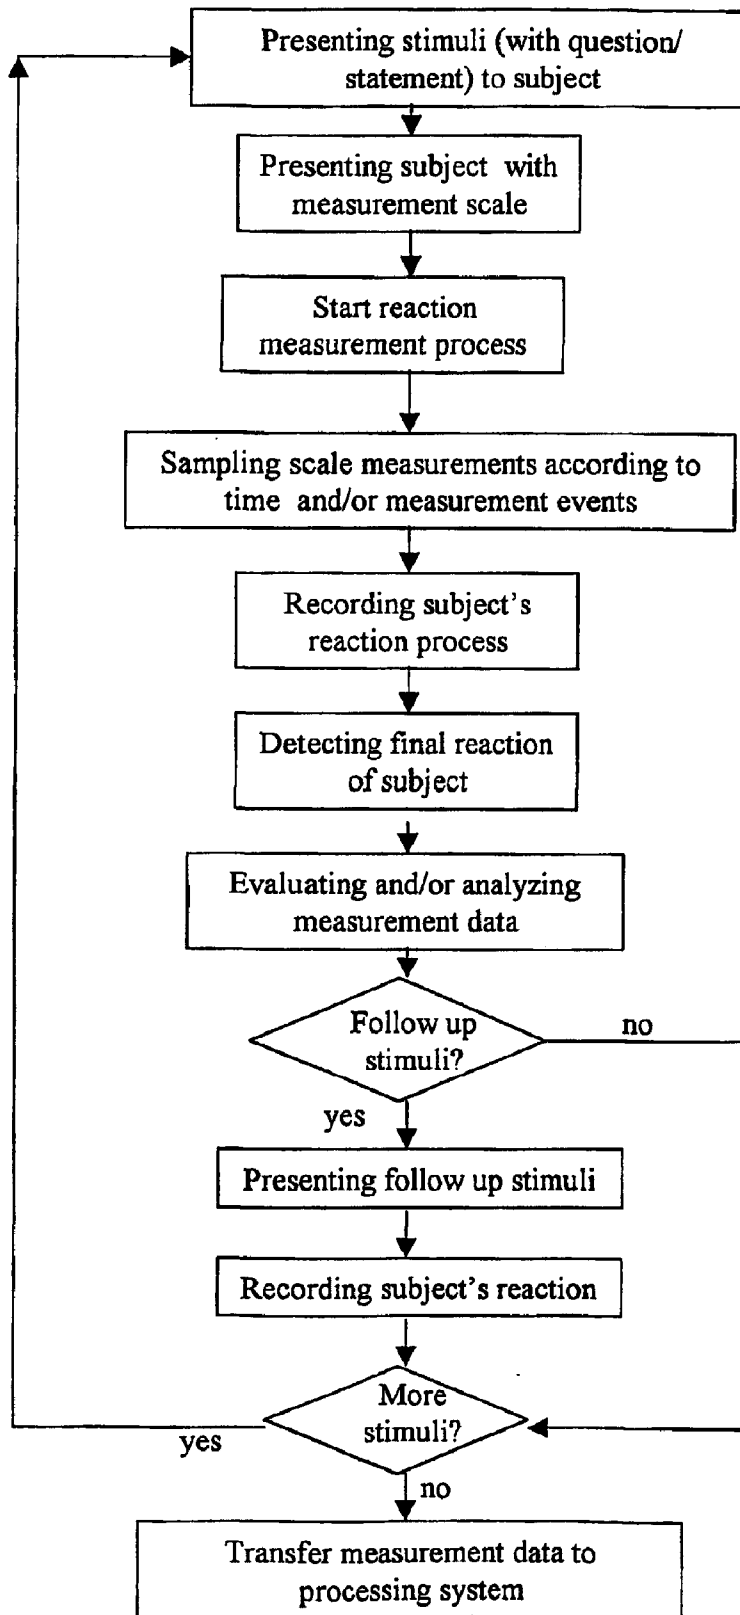 Presenting stimuli (with question/
statement) to subject
Presenting subject with
measurement scale
Start reaction
measurement process
Sampling scale measurements according to
time and/or measurement events
Recording subject's
reaction process
Detecting final reaction
of subject
Evaluating and/or analyzing
measurement data
Follow up
stimuli?
no
yes
Presenting follow up stimuli
Recording subject's reaction
More
stimuli?
yes
no
Transfer measurement data to
processing system